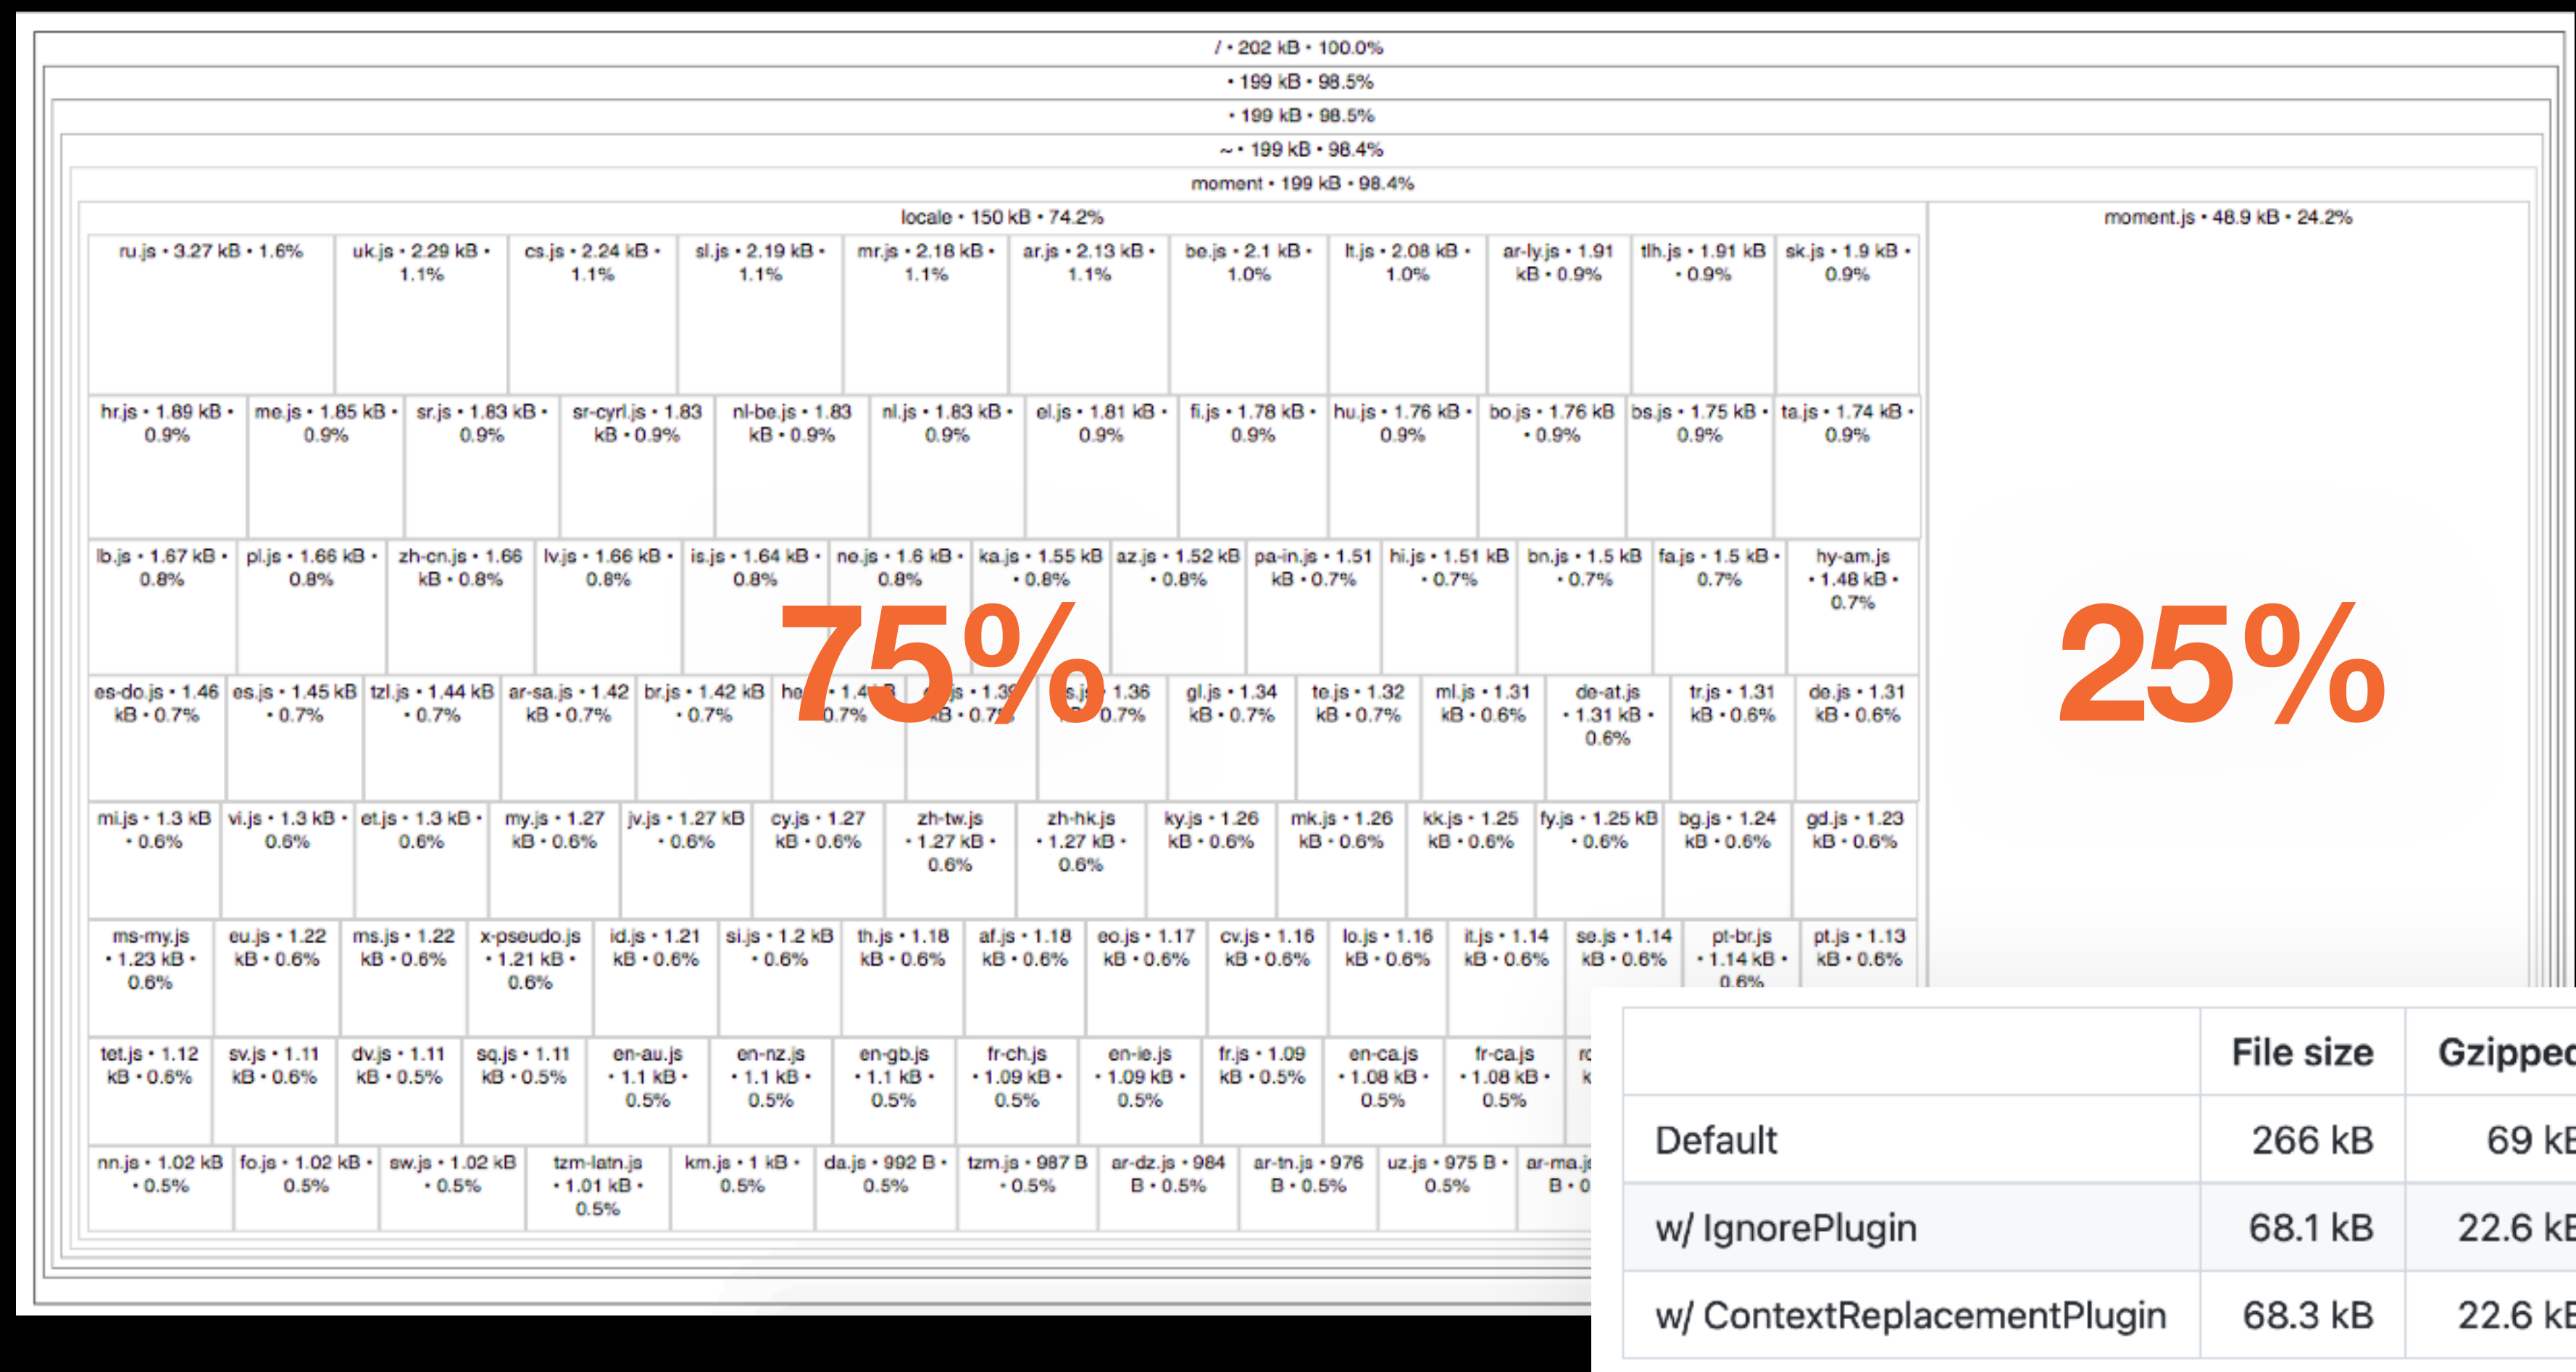 / • 202 kB • 100.0%
• 199 kB • 98.5%
• 199 kB • 98.5%
~ • 199 kB • 98.4%
moment • 199 kB • 98.4%
locale • 150 kB • 74.2%
moment.js • 48.9 kB • 24.2%
ru.js • 3.27 kB • 1.6%
uk.js • 2.29 kB •
1.1%
cs.js • 2.24 kB •
1.1%
sl.js • 2.19 kB •
1.1%
mr.js • 2.18 kB •
1.1%
ar.js • 2.13 kB •
1.1%
be.js • 2.1 kB •
1.0%
lt.js • 2.08 kB •
1.0%
ar-ly.js • 1.91
kB • 0.9%
tlh.js • 1.91 kB
• 0.9%
sk.js • 1.9 kB •
0.9%
hr.js • 1.89 kB •
0.9%
me.js • 1.85 kB •
0.9%
sr.js • 1.83 kB •
0.9%
sr-cyrl.js • 1.83
kB • 0.9%
nl-be.js • 1.83
kB • 0.9%
nl.js • 1.83 kB •
0.9%
el.js • 1.81 kB •
0.9%
fi.js • 1.78 kB •
0.9%
hu.js • 1.76 kB •
0.9%
bo.js • 1.76 kB
• 0.9%
bs.js • 1.75 kB •
0.9%
ta.js • 1.74 kB •
0.9%
lb.js • 1.67 kB •
0.8%
pl.js • 1.66 kB •
0.8%
zh-cn.js • 1.66
kB • 0.8%
lv.js • 1.66 kB •
0.8%
is.js • 1.64 kB •
0.8%
ne.js • 1.6 kB •
0.8%
ka.js • 1.55 kB
• 0.8%
az.js • 1.52 kB
• 0.8%
pa-in.js • 1.51
kB • 0.7%
hi.js • 1.51 kB
• 0.7%
bn.js • 1.5 kB
• 0.7%
fa.js • 1.5 kB •
0.7%
hy-am.js
• 1.48 kB •
0.7%
75%
25%
es-do.js • 1.46
kB • 0.7%
es.js • 1.45 kB
• 0.7%
tzl.js • 1.44 kB
• 0.7%
ar-sa.js • 1.42
kB • 0.7%
br.js • 1.42 kB
• 0.7%
0.7%
kB • 0.7%
1.36
0.7%
gl.js • 1.34
kB • 0.7%
te.js • 1.32
kB • 0.7%
ml.js • 1.31
kB • 0.6%
de-at.js
• 1.31 kB •
0.6%
tr.js • 1.31
kB • 0.6%
de.js • 1.31
kB • 0.6%
mi.js • 1.3 kB
• 0.6%
vi.js • 1.3 kB •
0.6%
et.js • 1.3 kB •
0.6%
my.js • 1.27
kB • 0.6%
jv.js • 1.27 kB
• 0.6%
cy.js • 1.27
kB • 0.6%
zh-tw.js
• 1.27 kB •
0.6%
zh-hk.js
• 1.27 kB •
0.6%
ky.js • 1.26
kB • 0.6%
mk.js • 1.26
kB • 0.6%
kk.js • 1.25
kB • 0.6%
fy.js • 1.25 kB
• 0.6%
bg.js • 1.24
kB • 0.6%
gd.js • 1.23
kB • 0.6%
ms-my.js
• 1.23 kB •
0.6%
eu.js • 1.22
kB • 0.6%
ms.js • 1.22
kB • 0.6%
x-pseudo.js
• 1.21 kB •
0.6%
id.js • 1.21
kB • 0.6%
si.js • 1.2 kB
• 0.6%
th.js • 1.18
kB • 0.6%
af.js • 1.18
kB • 0.6%
eo.js • 1.17
kB • 0.6%
cv.js • 1.16
kB • 0.6%
lo.js • 1.16
kB • 0.6%
it.js • 1.14
kB • 0.6%
se.js • 1.14
kB • 0.6%
pt-br.js
• 1.14 kB •
0.6%
pt.js • 1.13
kB • 0.6%
tet.js • 1.12
kB • 0.6%
sv.js • 1.11
kB • 0.6%
dv.js • 1.11
kB • 0.5%
sq.js • 1.11
kB • 0.5%
en-au.js
• 1.1 kB •
0.5%
en-nz.js
• 1.1 kB •
0.5%
en-gb.js
• 1.1 kB •
0.5%
fr-ch.js
• 1.09 kB •
0.5%
en-ie.js
• 1.09 kB •
0.5%
fr.js • 1.09
kB • 0.5%
en-ca.js
• 1.08 kB •
0.5%
fr-ca.js
• 1.08 kB •
0.5%
nn.js • 1.02 kB
• 0.5%
fo.js • 1.02 kB •
0.5%
sw.js • 1.02 kB
• 0.5%
tzm-latn.js
• 1.01 kB •
0.5%
km.js • 1 kB •
0.5%
da.js • 992 B •
0.5%
tzm.js • 987 B
• 0.5%
ar-dz.js • 984
B • 0.5%
ar-tn.js • 976
B • 0.5%
uz.js • 975 B •
0.5%
File size
Default
266 kB
69
w/ IgnorePlugin
68.1 kB
22.6
w/ ContextReplacementPlugin
68.3 kB
22.6